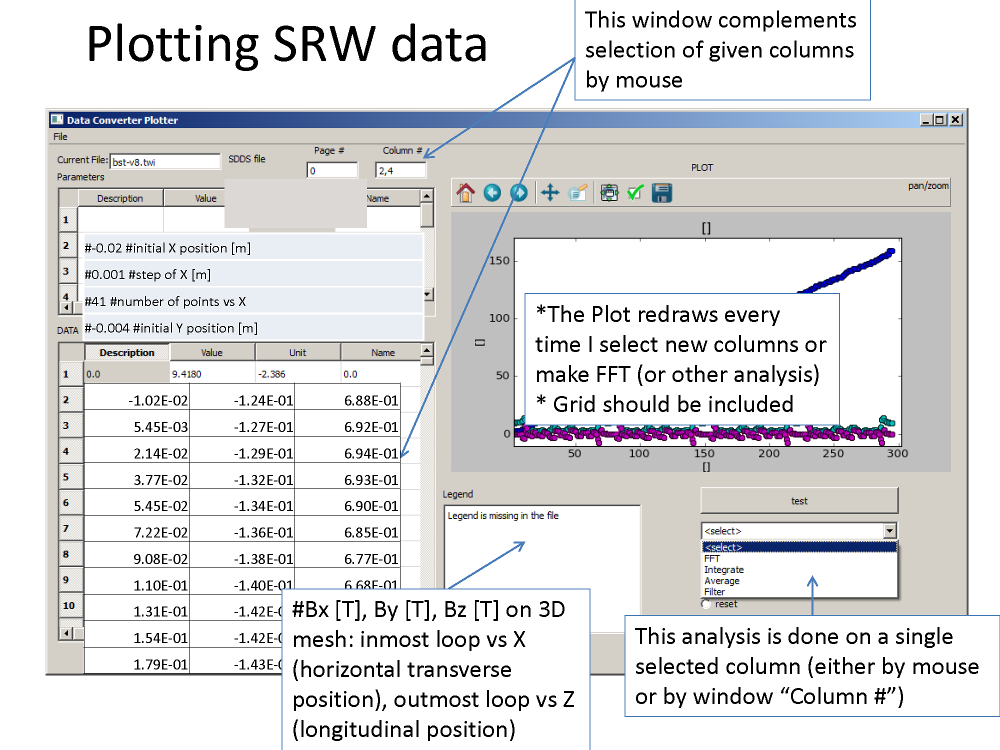 Plotting SRW data
This window complements
selection of given columns
by mouse
Data Converter Plotter
File
Current File:
bst-v8.twi
SDDS file
Page #
0
Column #
2,4
Parameters
Description Value Name
1
2 #-0.02 #initial X position [m]
3 #0.001 #step of X [m]
4 #41 #number of points vs X
#-0.004 #initial Y position [m]
DATA
Description Value Unit Name
1 0.0 9.4180 -2.386 0.0
2 -1.02E-02 -1.24E-01 6.88E-01
3 5.45E-03 -1.27E-01 6.92E-01
4 2.14E-02 -1.29E-01 6.94E-01
5 3.77E-02 -1.32E-01 6.93E-01
6 5.45E-02 -1.34E-01 6.90E-01
7 7.22E-02 -1.36E-01 6.85E-01
8 9.08E-02 -1.38E-01 6.77E-01
9 1.10E-01 -1.40E-01 6.68E-01
10 1.31E-01 -1.42E-0
1.54E-01 -1.42E-0
1.79E-01 -1.43E-0
PLOT
pan/zoom
[]
150
100
50
0
[]
50 100 150 200 250 300
[]
*The Plot redraws every
time I select new columns or
make FFT (or other analysis)
* Grid should be included
Legend
Legend is missing in the file
test
<select>
<select>
FFT
Integrate
Average
Filter
reset
#Bx [T], By [T], Bz [T] on 3D
mesh: inmost loop vs X
(horizontal transverse
position), outmost loop vs Z
(longitudinal position)
This analysis is done on a single
selected column (either by mouse
or by window “Column #”)